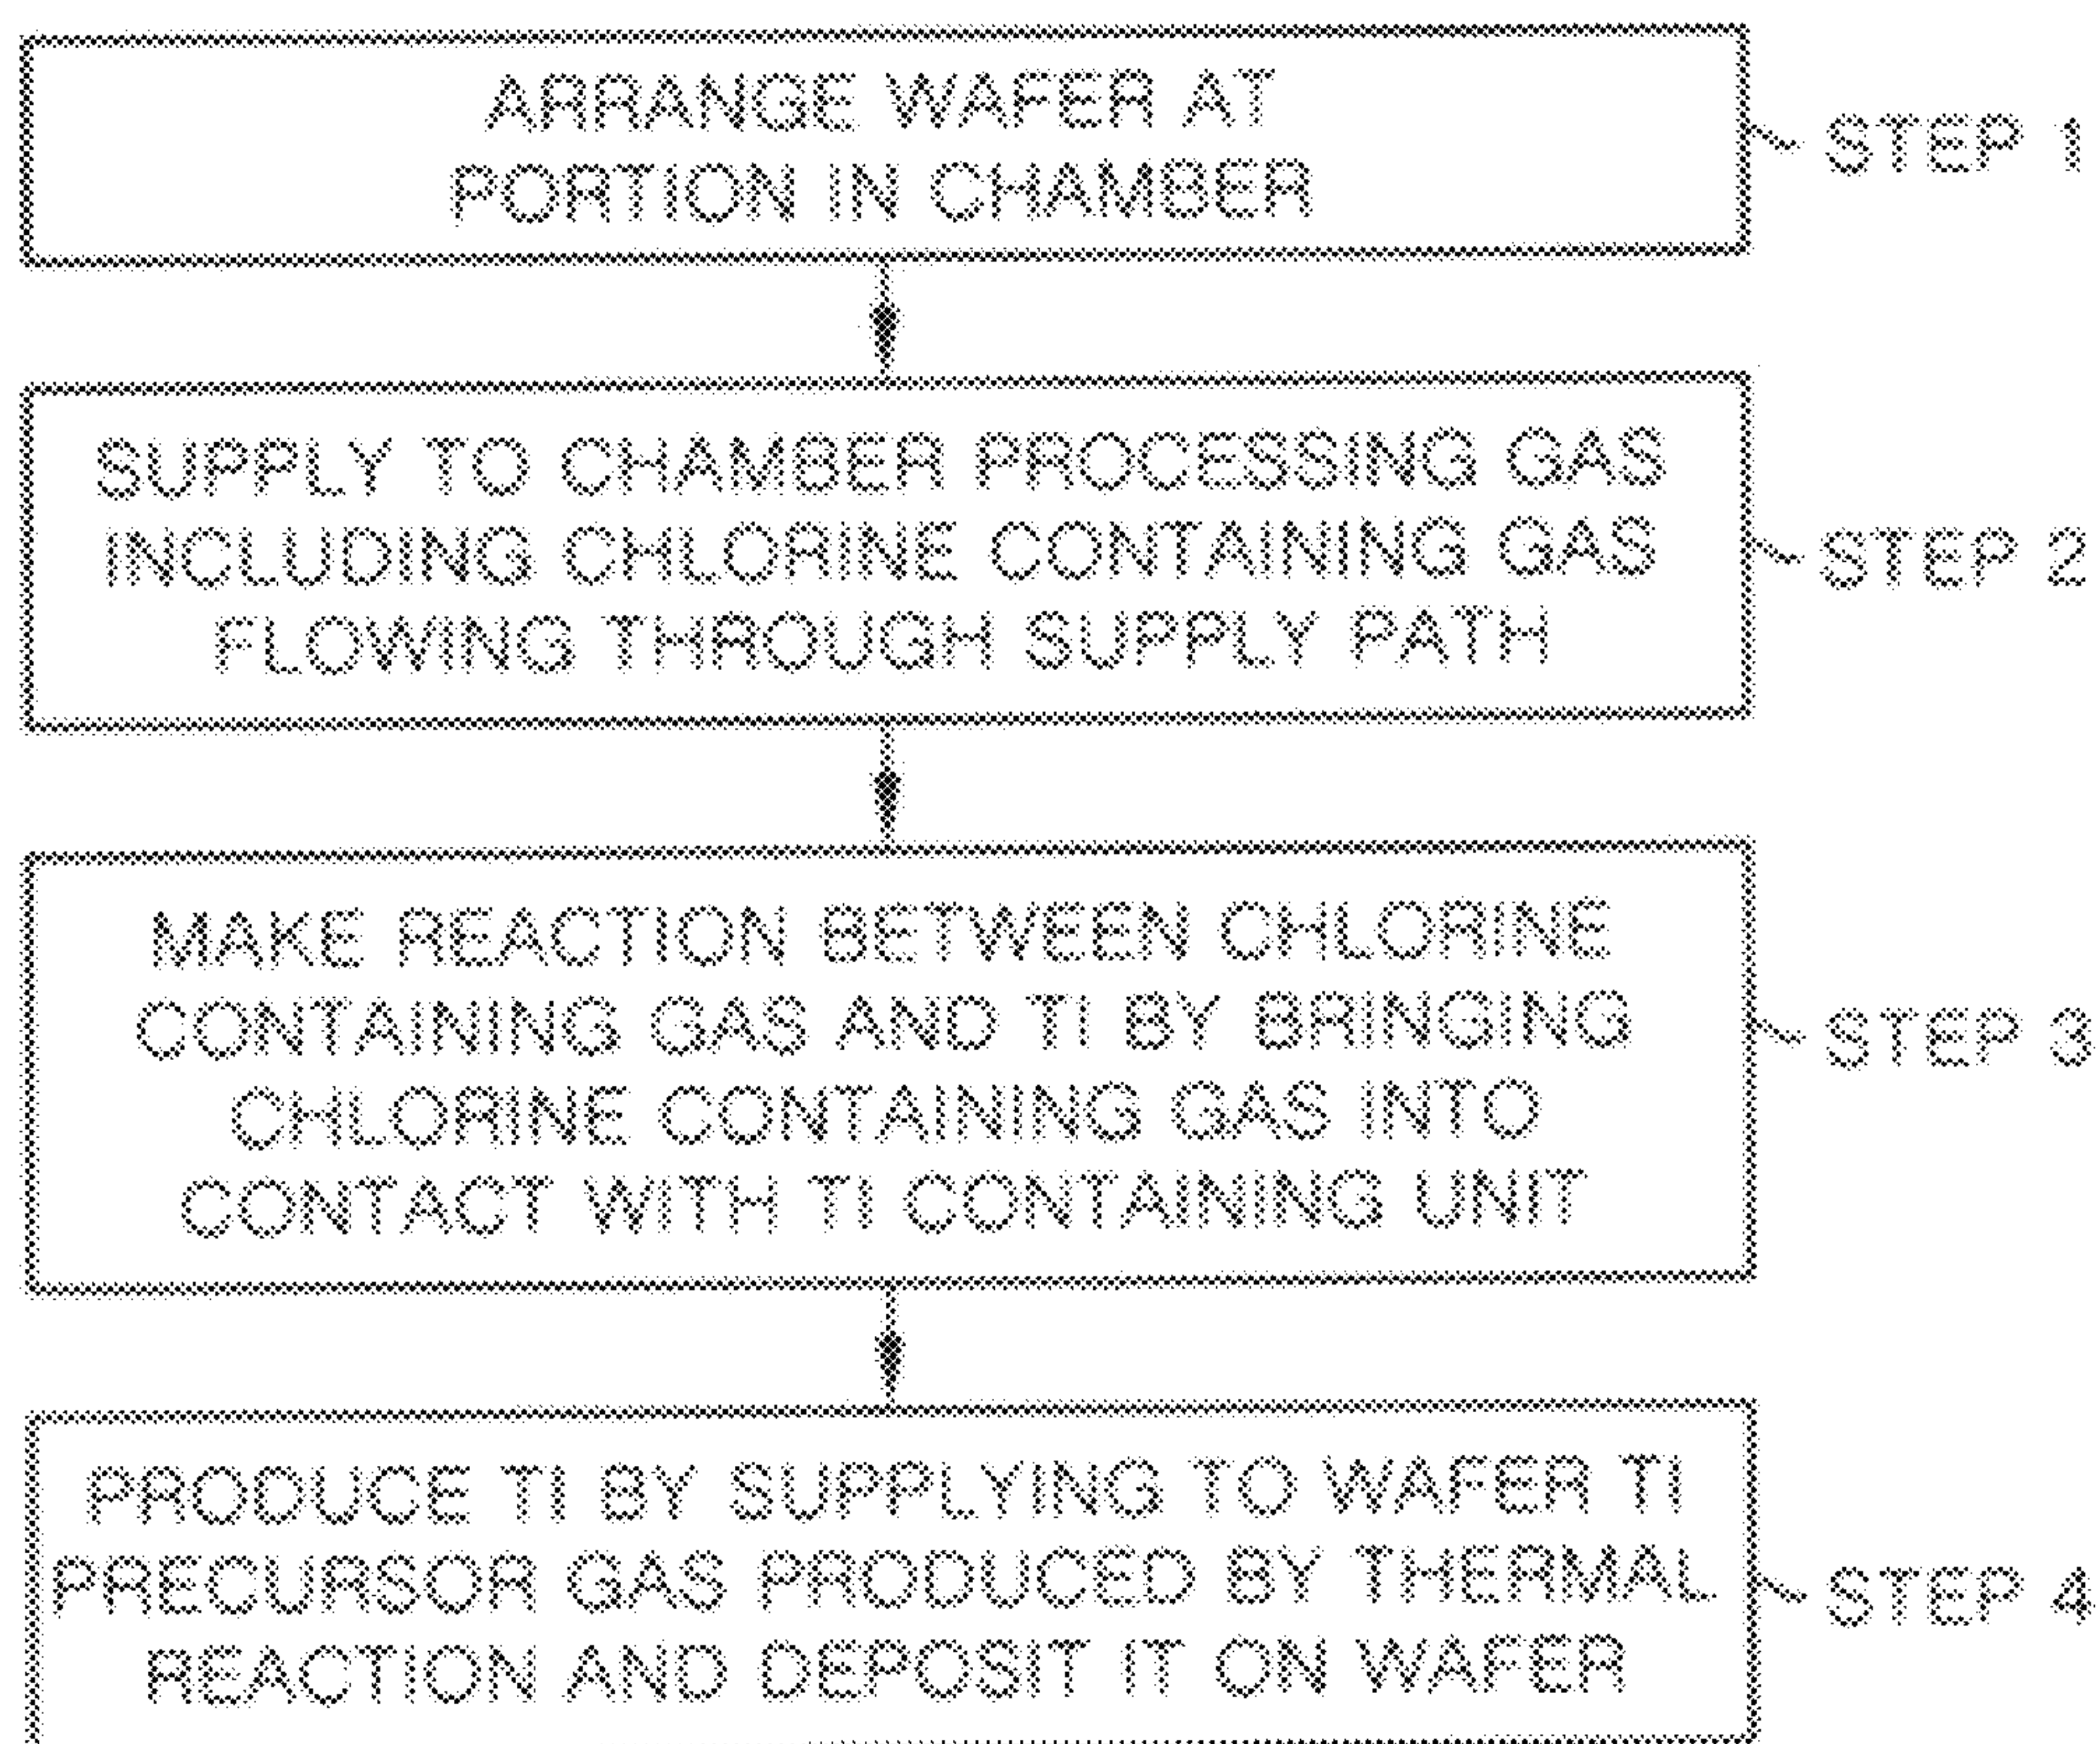 ARRANGE WAFER AT
PORTION IN CHAMBER
STEP 1
SUPPLY TO CHAMBER PROCESSING GAS
INCLUDING CHLORINE CONTAINING GAS
FLOWING THROUGH SUPPLY PATH
STEP 2
MAKE REACTION BETWEEN CHLORINE
CONTAINING GAS AND TI BY BRINGING
CHLORINE CONTAINING GAS INTO
CONTACT WITH TI CONTAINING UNIT
STEP 3
PRODUCE TI BY SUPPLYING TO WAFER TI
PRECURSOR GAS PRODUCED BY THERMAL
REACTION AND DEPOSIT IT ON WAFER
STEP 4